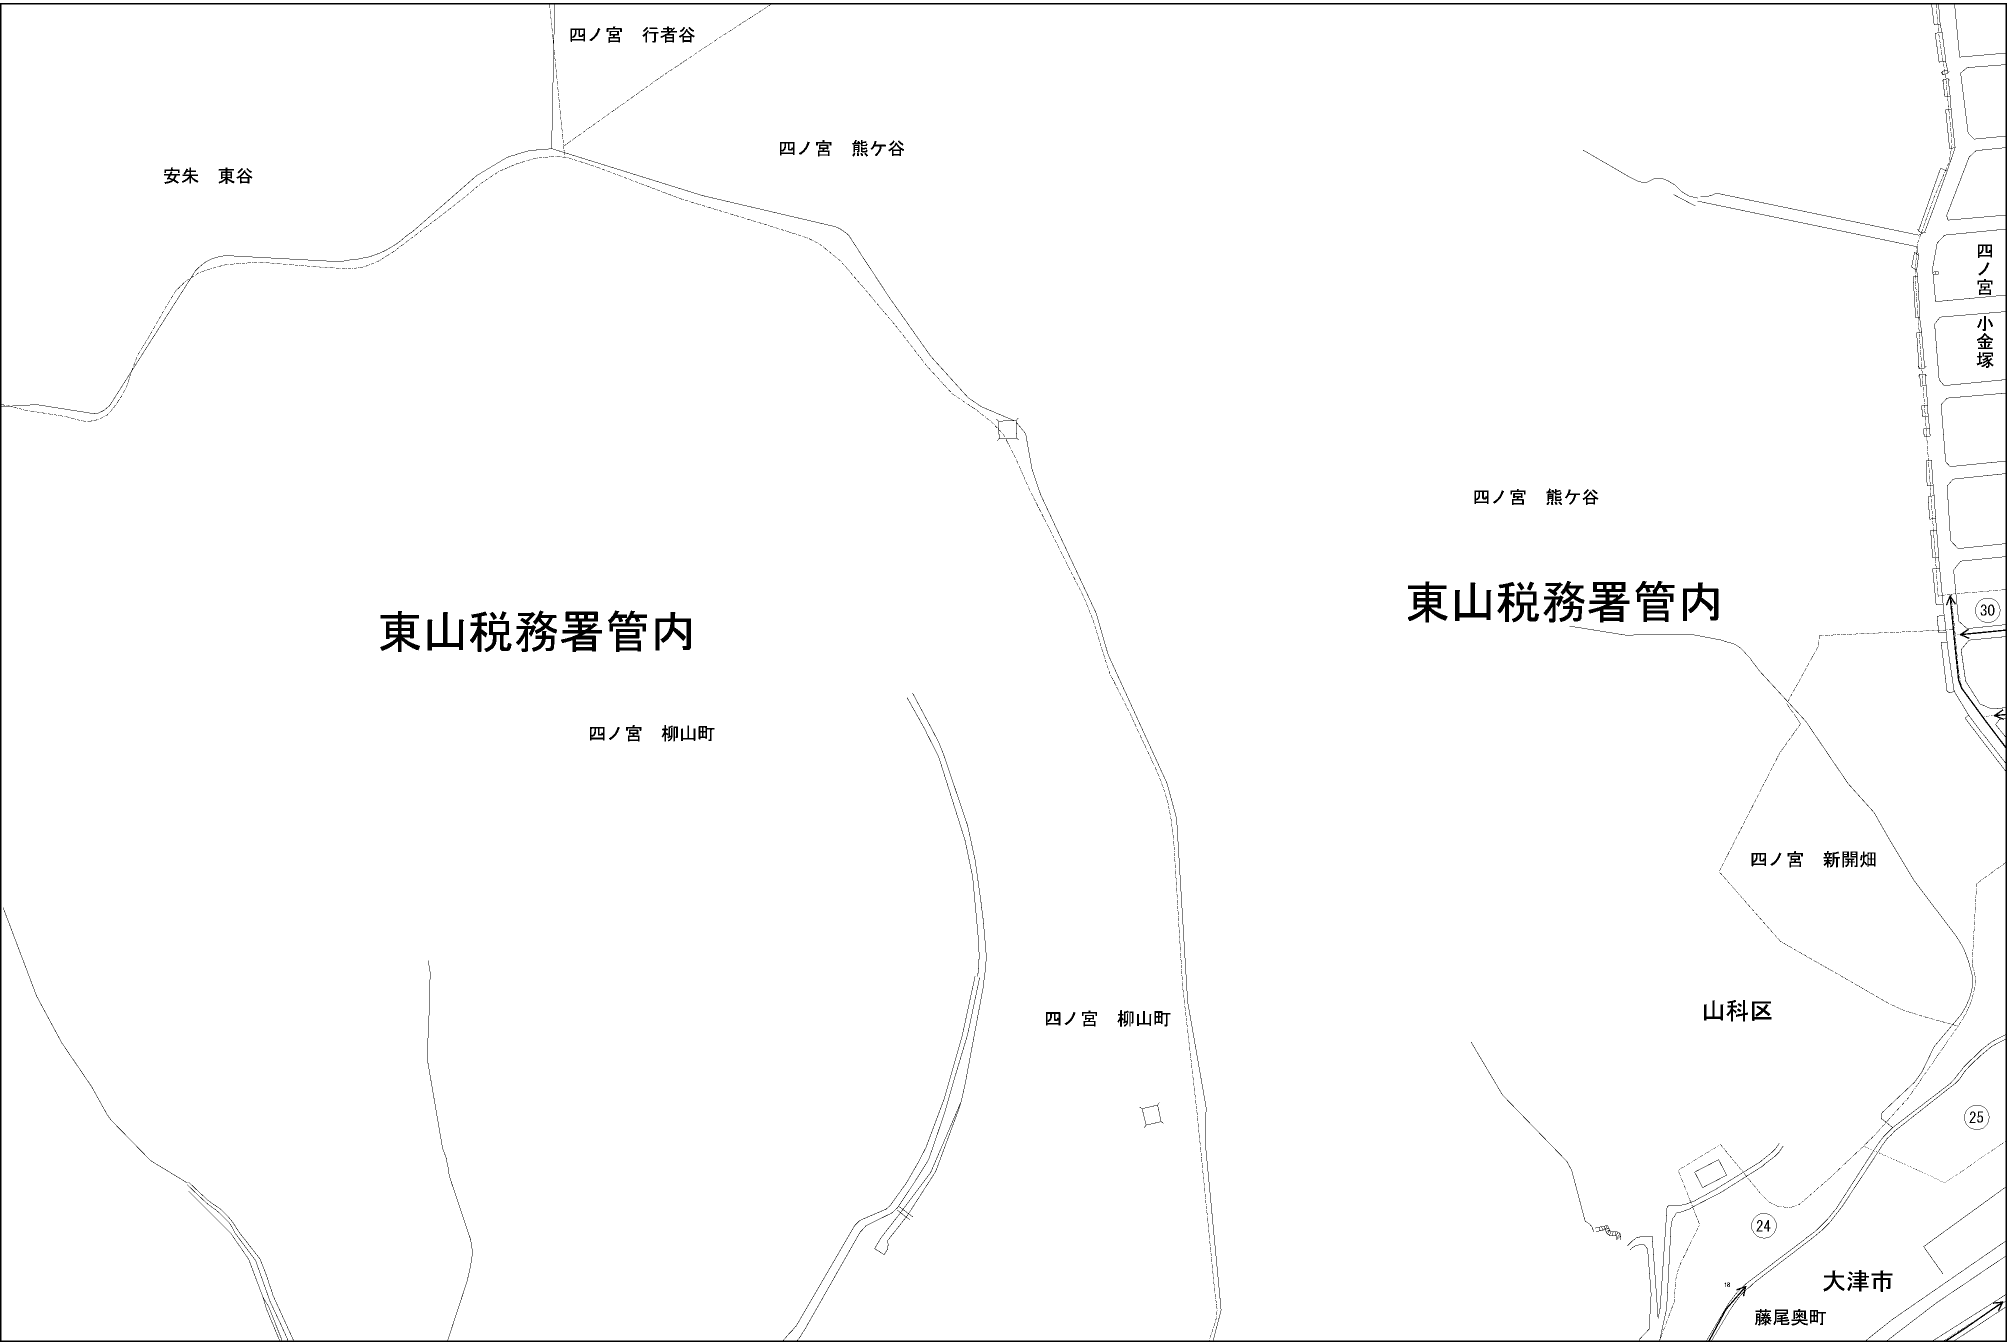 四ノ宮　行者谷
四ノ宮　熊ケ谷
安朱　東谷
四ノ宮　小金塚
四ノ宮　熊ケ谷
東山税務署管内
東山税務署管内
30
四ノ宮　柳山町
四ノ宮　新開畑
山科区
四ノ宮　柳山町
25
24
大津市
18
藤尾奥町